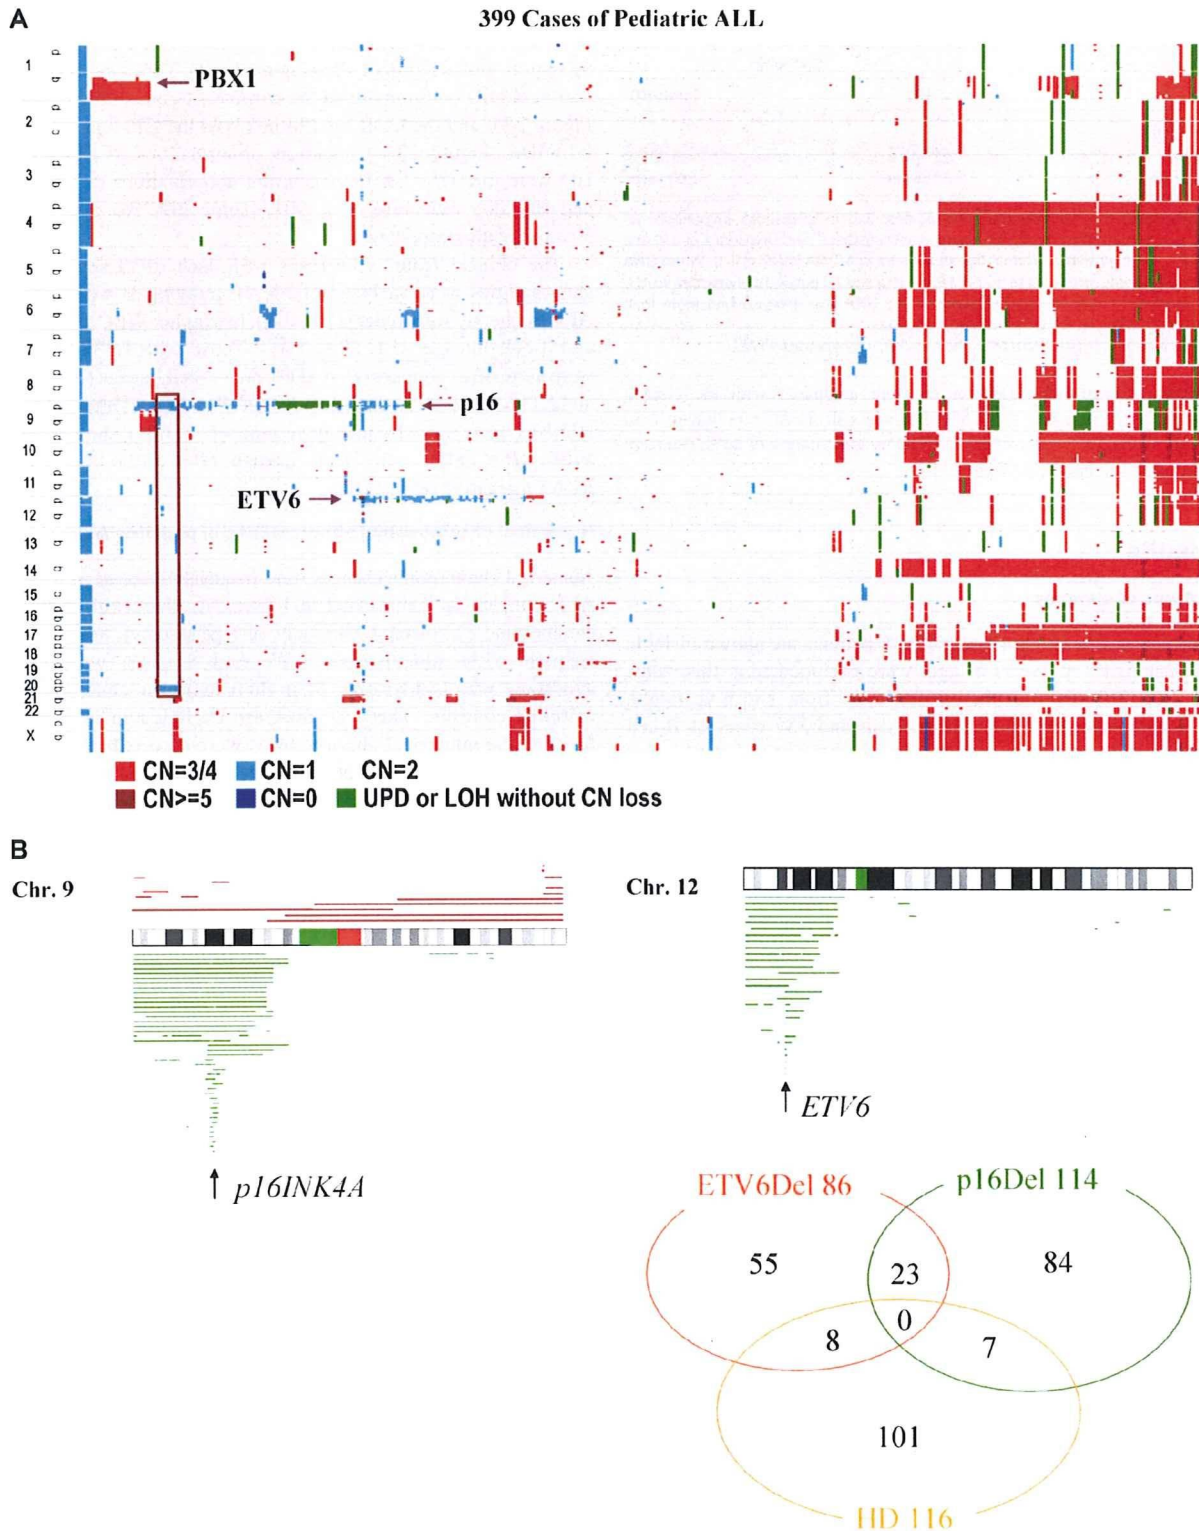 A
399 Cases of Pediatric ALL
PBX1
p16
ETV6
1
2
3
4
5
6
7
8
9
10
11
12
13
14
15
16
17
18
19
20
21
22
X
CN=3/4 CN=1 CN=2
CN>=5 CN=0 UPD or LOH without CN loss
B
Chr. 9
p16INK4A
Chr. 12
ETV6
ETV6Del 86
p16Del 114
55
23
84
0
8
7
101
HD 116